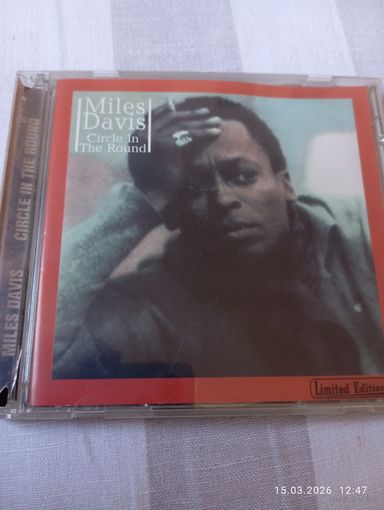 Miles
Davis
Circle In
The Round
MILES DAVIS CIRCLE IN THE ROUND
Limited Edition
15.03.2026 12:47